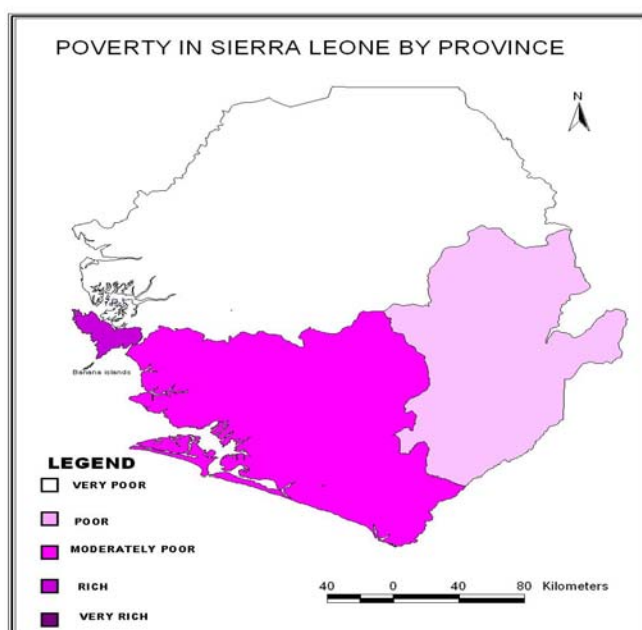 POVERTY IN SIERRA LEONE BY PROVINCE
N
Banana islands
LEGEND
VERY POOR
POOR
MODERATELY POOR
RICH
VERY RICH
40 0 40 80 Kilometers